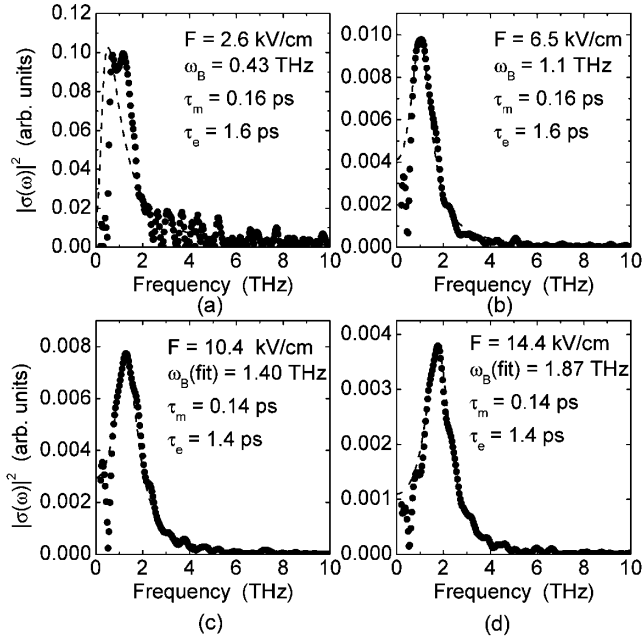 |σ(ω)|² (arb. units)
0.12
0.10
0.08
0.06
0.04
0.02
0.00
F = 2.6 kV/cm
ω_B = 0.43 THz
τ_m = 0.16 ps
τ_e = 1.6 ps
0 2 4 6 8 10
Frequency (THz)
(a)
0.010
0.008
0.006
0.004
0.002
0.000
F = 6.5 kV/cm
ω_B = 1.1 THz
τ_m = 0.16 ps
τ_e = 1.6 ps
0 2 4 6 8 10
Frequency (THz)
(b)
|σ(ω)|² (arb. units)
0.008
0.006
0.004
0.002
0.000
F = 10.4 kV/cm
ω_B(fit) = 1.40 THz
τ_m = 0.14 ps
τ_e = 1.4 ps
0 2 4 6 8 10
Frequency (THz)
(c)
0.004
0.003
0.002
0.001
0.000
F = 14.4 kV/cm
ω_B(fit) = 1.87 THz
τ_m = 0.14 ps
τ_e = 1.4 ps
0 2 4 6 8 10
Frequency (THz)
(d)